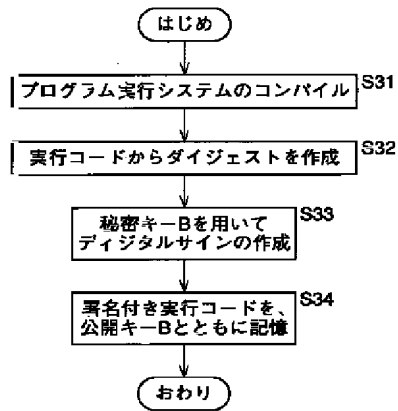 はじめ
プログラム実行システムのコンパイル
S31
実行コードからダイジェストを作成
S32
秘密キーBを用いて
ディジタルサインの作成
S33
署名付き実行コードを、
公開キーBとともに記憶
S34
おわり